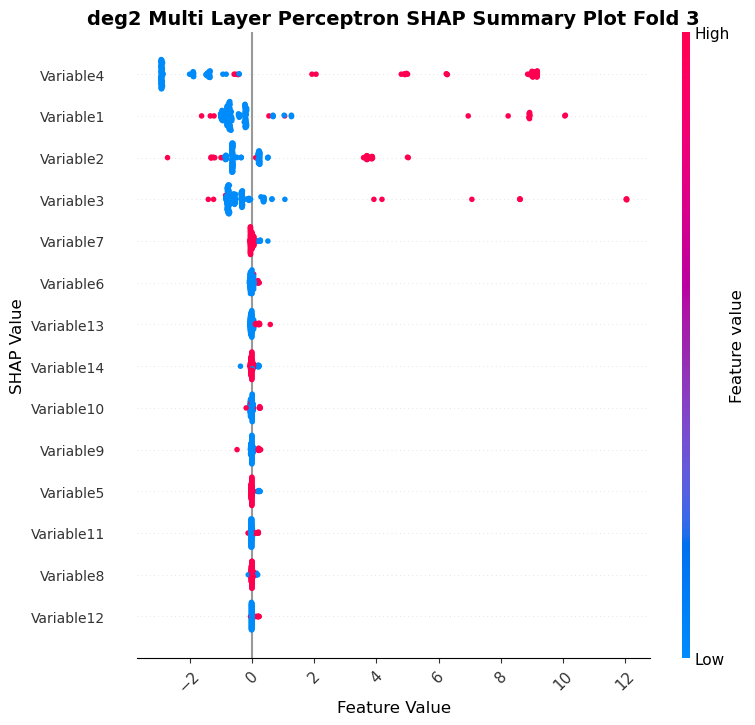 deg2 Multi Layer Perceptron SHAP Summary Plot Fold 3
High
Variable4
Variable1
Variable2
Variable3
Variable7
Variable6
Variable13
Variable14
Variable10
Variable9
Variable5
Variable11
Variable8
Variable12
SHAP Value
Feature value
Low
−2 0 2 4 6 8 10 12
Feature Value